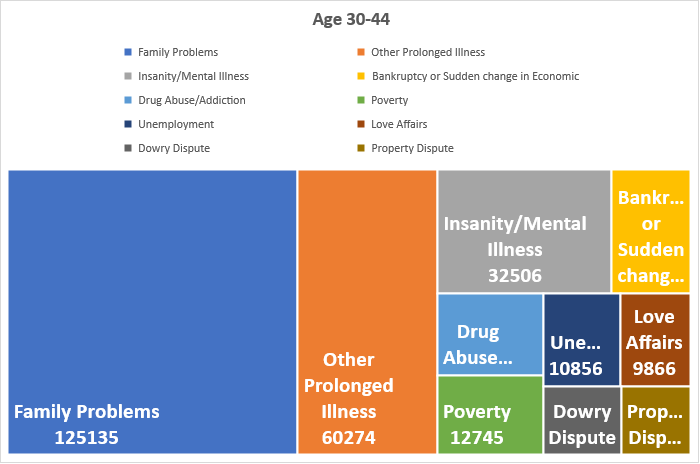 Age 30-44
Family Problems
Other Prolonged Illness
Insanity/Mental Illness
Bankruptcy or Sudden change in Economic
Drug Abuse/Addiction
Poverty
Unemployment
Love Affairs
Dowry Dispute
Property Dispute
Family Problems
125135
Other
Prolonged
Illness
60274
Insanity/Mental
Illness
32506
Bankr...
or
Sudden
chang...
Drug
Abuse...
Poverty
12745
Une...
10856
Love
Affairs
9866
Dowry
Dispute
Prop...
Disp...